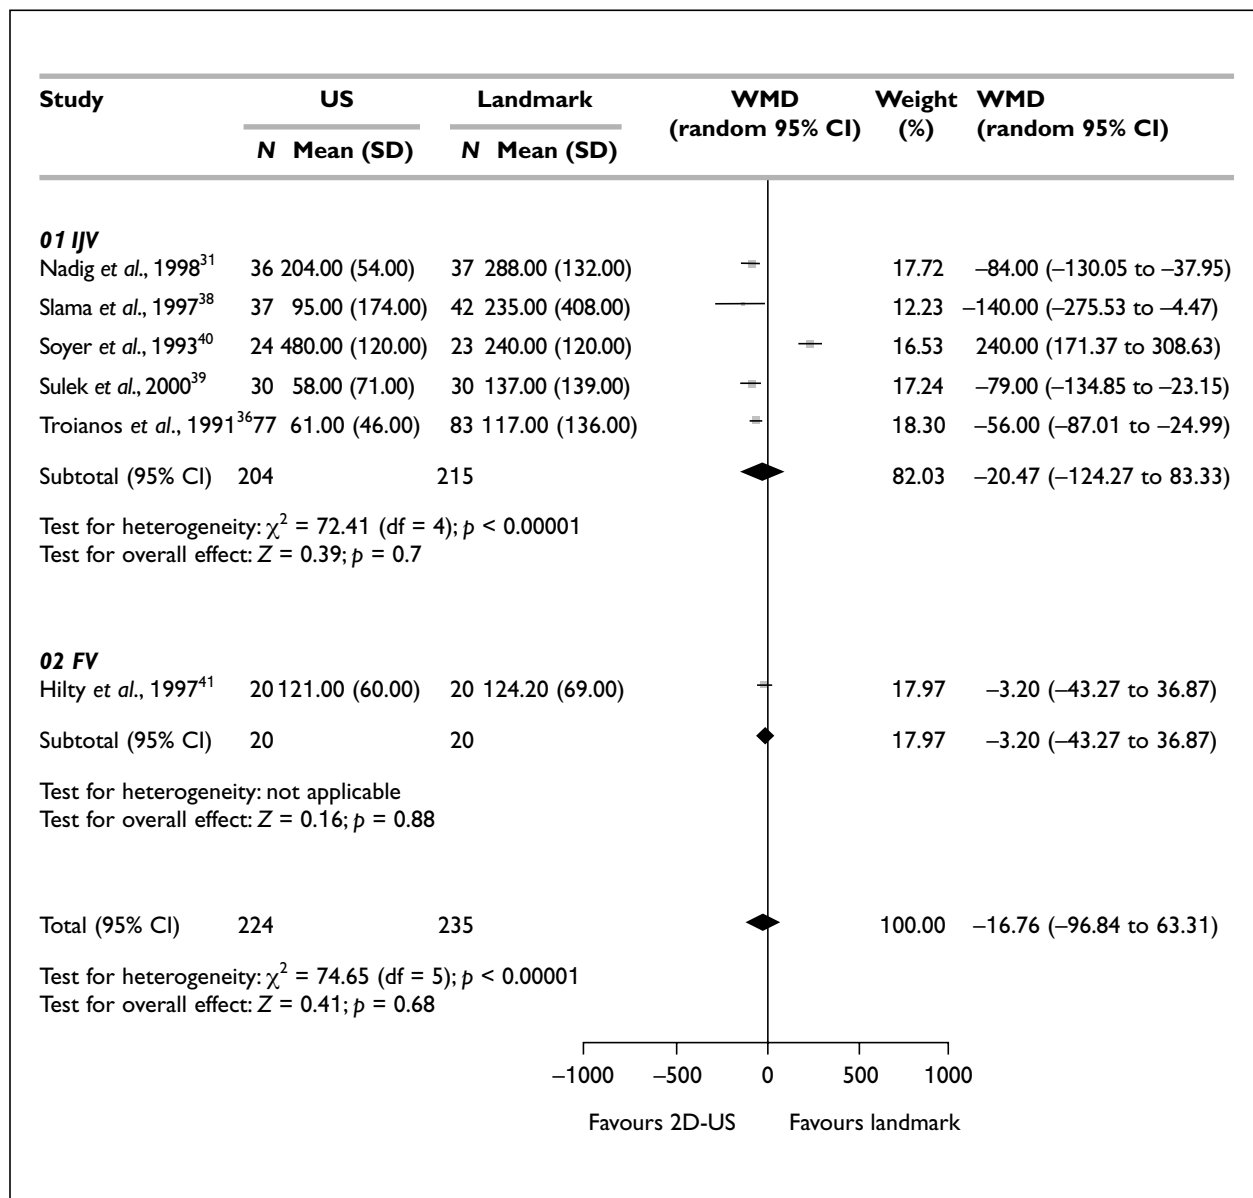 Study US Landmark WMD Weight WMD
(random 95% CI) (%) (random 95% CI)
N Mean (SD) N Mean (SD)
01 IJV
Nadig et al., 1998³¹ 36 204.00 (54.00) 37 288.00 (132.00) 17.72 –84.00 (–130.05 to –37.95)
Slama et al., 1997³⁸ 37 95.00 (174.00) 42 235.00 (408.00) 12.23 –140.00 (–275.53 to –4.47)
Soyer et al., 1993⁴⁰ 24 480.00 (120.00) 23 240.00 (120.00) 16.53 240.00 (171.37 to 308.63)
Sulek et al., 2000³⁹ 30 58.00 (71.00) 30 137.00 (139.00) 17.24 –79.00 (–134.85 to –23.15)
Troianos et al., 1991³⁶ 77 61.00 (46.00) 83 117.00 (136.00) 18.30 –56.00 (–87.01 to –24.99)
Subtotal (95% CI) 204 215 82.03 –20.47 (–124.27 to 83.33)
Test for heterogeneity: χ² = 72.41 (df = 4); p < 0.00001
Test for overall effect: Z = 0.39; p = 0.7
02 FV
Hilty et al., 1997⁴¹ 20 121.00 (60.00) 20 124.20 (69.00) 17.97 –3.20 (–43.27 to 36.87)
Subtotal (95% CI) 20 20 17.97 –3.20 (–43.27 to 36.87)
Test for heterogeneity: not applicable
Test for overall effect: Z = 0.16; p = 0.88
Total (95% CI) 224 235 100.00 –16.76 (–96.84 to 63.31)
Test for heterogeneity: χ² = 74.65 (df = 5); p < 0.00001
Test for overall effect: Z = 0.41; p = 0.68
–1000 –500 0 500 1000
Favours 2D-US Favours landmark